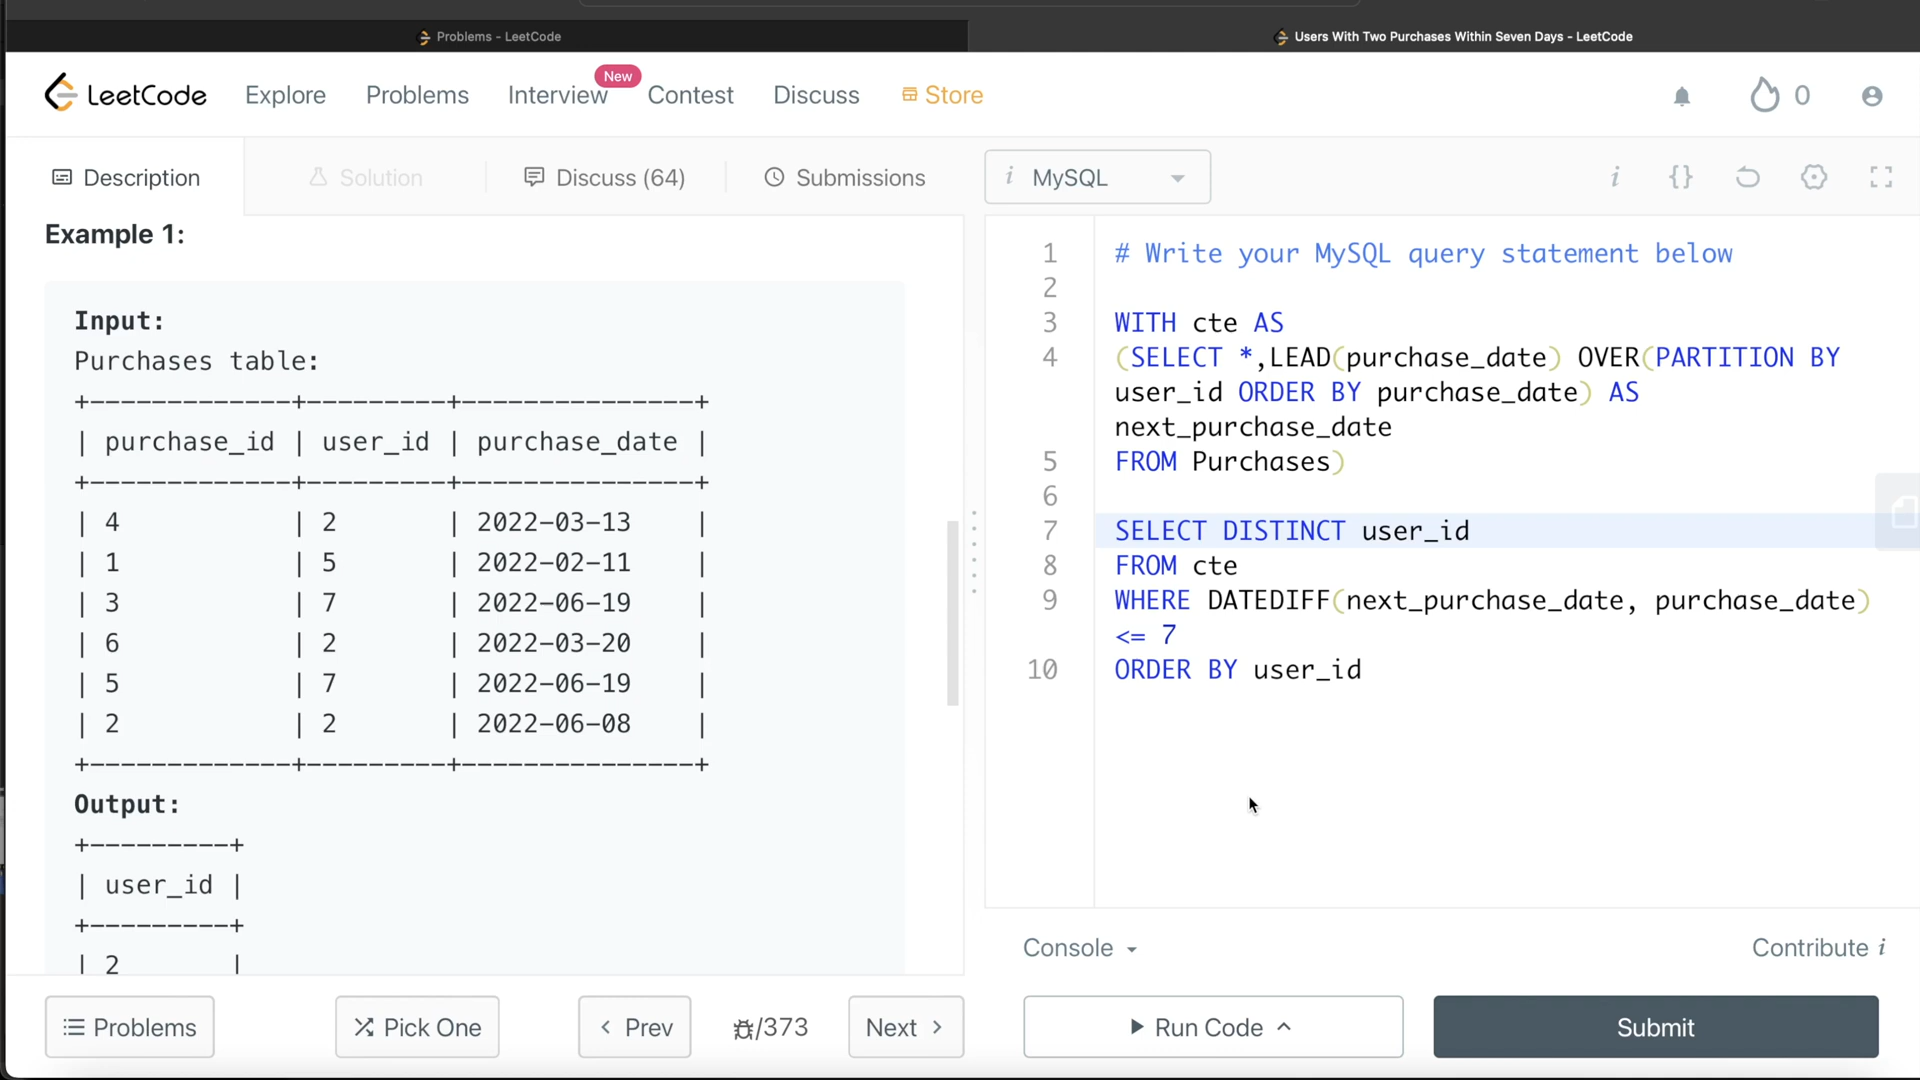 Problems - LeetCode
Users With Two Purchases Within Seven Days - LeetCode
LeetCode Explore Problems Interview New Contest Discuss Store 0
Description Solution Discuss (64) Submissions
i MySQL i {}
Example 1:
Input:
Purchases table:
+-------------+---------+---------------+
| purchase_id | user_id | purchase_date |
+-------------+---------+---------------+
| 4 | 2 | 2022-03-13 |
| 1 | 5 | 2022-02-11 |
| 3 | 7 | 2022-06-19 |
| 6 | 2 | 2022-03-20 |
| 5 | 7 | 2022-06-19 |
| 2 | 2 | 2022-06-08 |
+-------------+---------+---------------+
Output:
+---------+
| user_id |
+---------+
| 2 |
1 # Write your MySQL query statement below
2
3 WITH cte AS
4 (SELECT *,LEAD(purchase_date) OVER(PARTITION BY
user_id ORDER BY purchase_date) AS
next_purchase_date
5 FROM Purchases)
6
7 SELECT DISTINCT user_id
8 FROM cte
9 WHERE DATEDIFF(next_purchase_date, purchase_date)
<= 7
10 ORDER BY user_id
Console Contribute i
Problems Pick One < Prev /373 Next > Run Code Submit